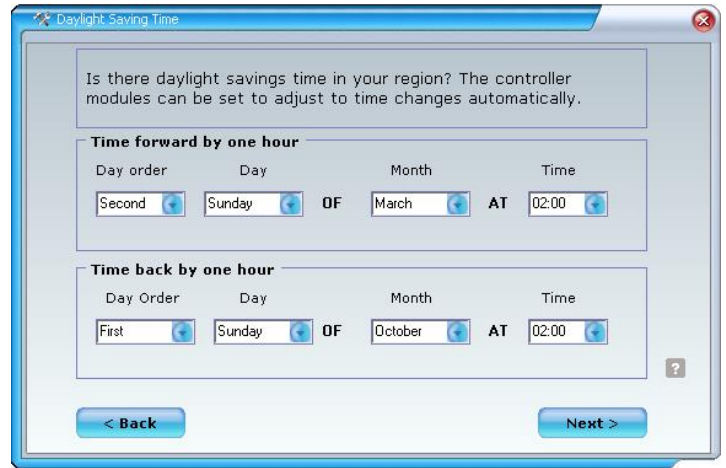 Daylight Saving Time
Is there daylight savings time in your region? The controller
modules can be set to adjust to time changes automatically.
Time forward by one hour
Day order Day Month Time
Second Sunday OF March AT 02:00
Time back by one hour
Day Order Day Month Time
First Sunday OF October AT 02:00
?
< Back Next >